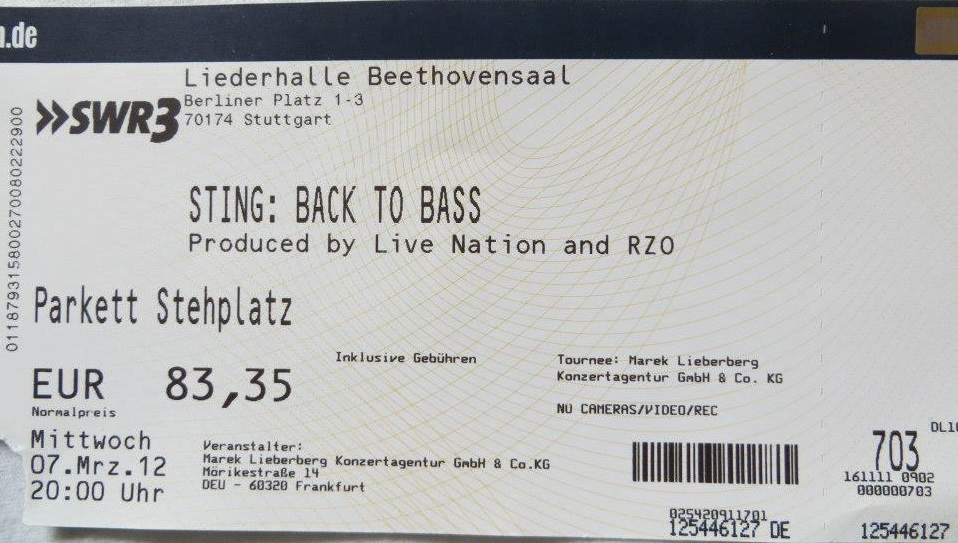 n.de
Liederhalle Beethovensaal
Berliner Platz 1-3
70174 Stuttgart
SWR3
0118793158002700802222900
STING: BACK TO BASS
Produced by Live Nation and RZO
Parkett Stehplatz
Inklusive Gebühren
EUR 83,35
Normalpreis
Tournee: Marek Lieberberg
Konzertagentur GmbH & Co. KG
NO CAMERAS/VIDEO/REC
Mittwoch
07.Mrz.12
20:00 Uhr
Veranstalter:
Marek Lieberberg Konzertagentur GmbH & Co.KG
Mörikestraße 14
DEU - 60320 Frankfurt
025420911701
125446127 DE
DL10
703
161111 0902
000000703
125446127